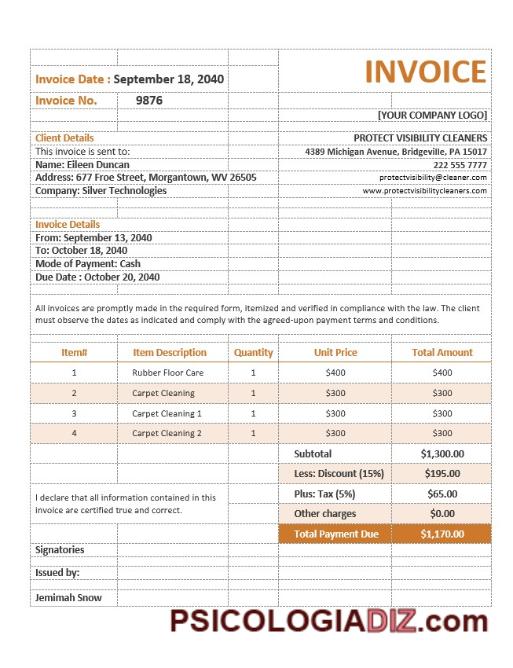 INVOICE
Invoice Date : September 18, 2040
Invoice No. 9876
[YOUR COMPANY LOGO]
Client Details PROTECT VISIBILITY CLEANERS
This invoice is sent to: 4389 Michigan Avenue, Bridgeville, PA 15017
Name: Eileen Duncan 222 555 7777
Address: 677 Froe Street, Morgantown, WV 26505 protectvisibility@cleaner.com
Company: Silver Technologies www.protectvisibilitycleaners.com
Invoice Details
From: September 13, 2040
To: October 18, 2040
Mode of Payment: Cash
Due Date : October 20, 2040
All invoices are promptly made in the required form, itemized and verified in compliance with the law. The client
must observe the dates as indicated and comply with the agreed-upon payment terms and conditions.
Item# Item Description Quantity Unit Price Total Amount
1 Rubber Floor Care 1 $400 $400
2 Carpet Cleaning 1 $300 $300
3 Carpet Cleaning 1 1 $300 $300
4 Carpet Cleaning 2 1 $300 $300
Subtotal $1,300.00
Less: Discount (15%) $195.00
Plus: Tax (5%) $65.00
I declare that all information contained in this
invoice are certified true and correct.
Other charges $0.00
Total Payment Due $1,170.00
Signatories
Issued by:
Jemimah Snow
PSICOLOGIADIZ.com